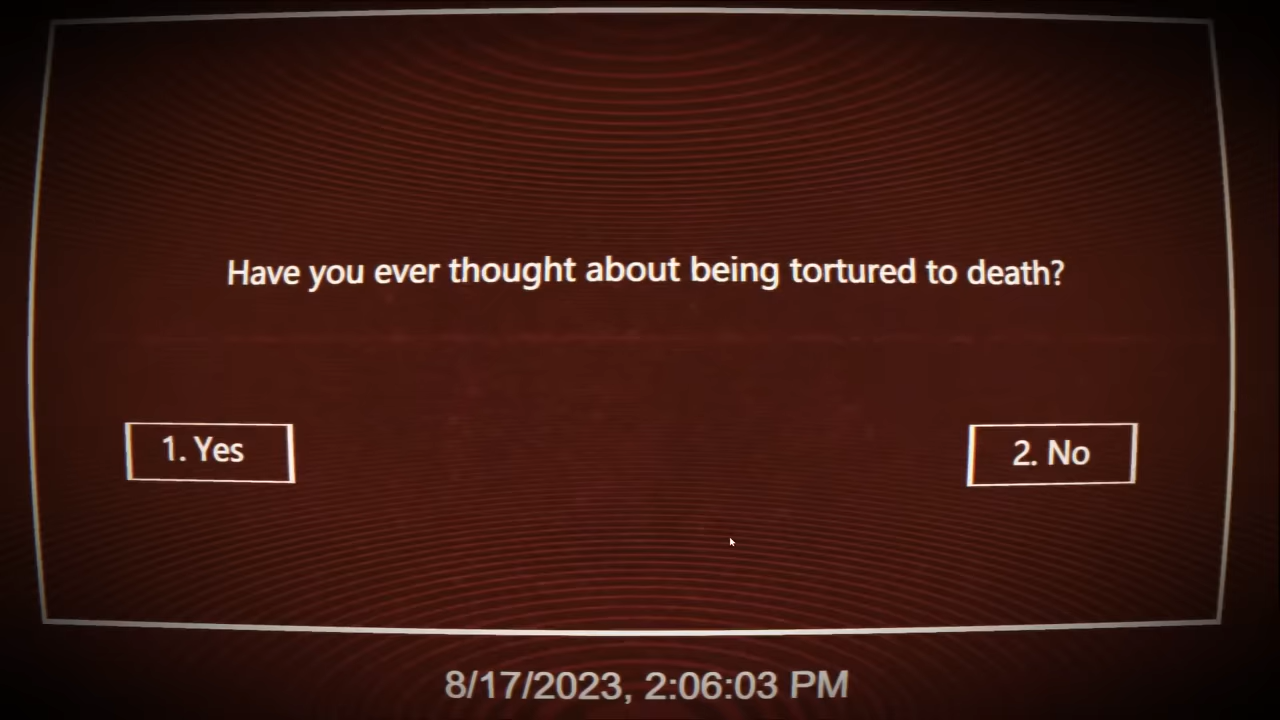 Have you ever thought about being tortured to death?
1. Yes
2. No
8/17/2023, 2:06:03 PM